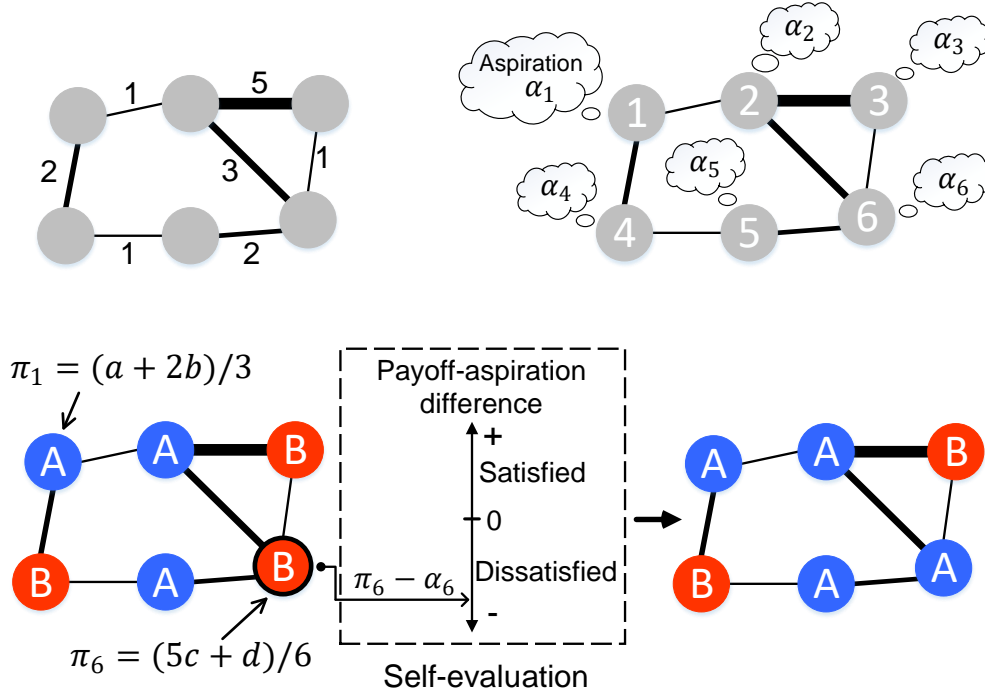 1
5
2
3
1
1
2
Aspiration
α₁
α₂
α₃
α₄
α₅
α₆
1
2
3
4
5
6
π₁ = (a + 2b)/3
A
A
B
B
A
B
π₆ = (5c + d)/6
Payoff-aspiration
difference
+
Satisfied
0
Dissatisfied
-
π₆ − α₆
Self-evaluation
A
A
B
B
A
A